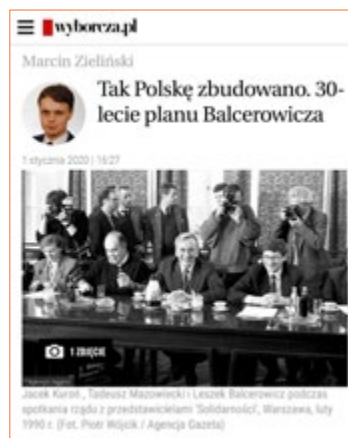 wyborcza.pl
Marcin Zieliński
Tak Polskę zbudowano. 30-
lecie planu Balcerowicza
1 stycznia 2020 | 16:27
1 ZDJĘCIE
Jacek Kuroń, Tadeusz Mazowiecki i Leszek Balcerowicz podczas
spotkania rządu z przedstawicielami 'Solidarności', Warszawa, luty
1990 r. (Fot. Piotr Wójcik / Agencja Gazeta)